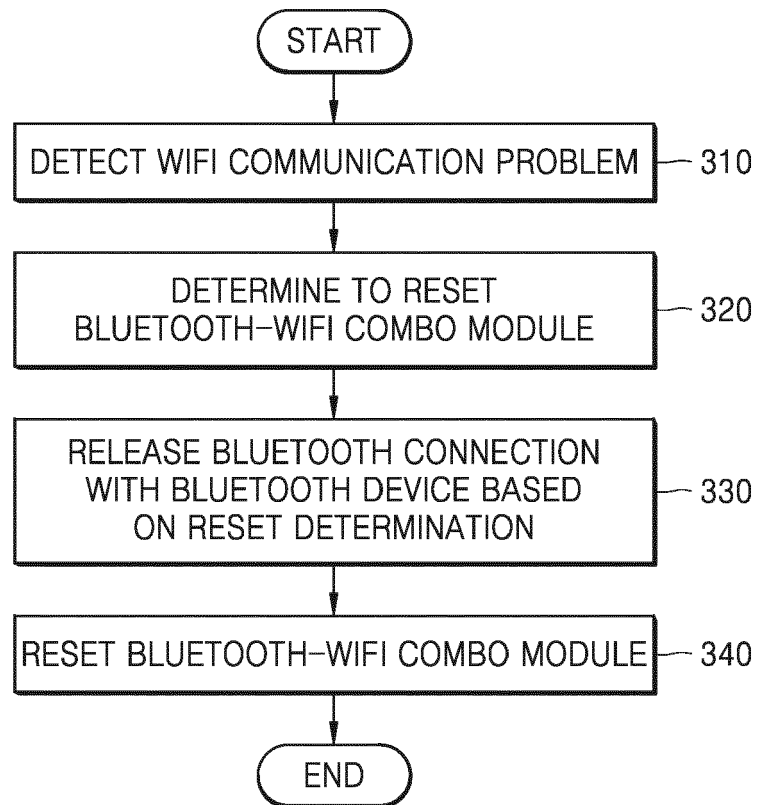 START
DETECT WIFI COMMUNICATION PROBLEM
310
DETERMINE TO RESET
BLUETOOTH-WIFI COMBO MODULE
320
RELEASE BLUETOOTH CONNECTION
WITH BLUETOOTH DEVICE BASED
ON RESET DETERMINATION
330
RESET BLUETOOTH-WIFI COMBO MODULE
340
END